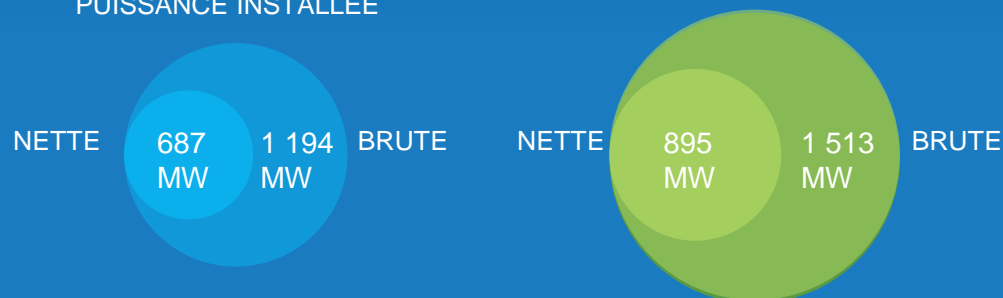 PUISSANCE INSTALLÉE
NETTE
687
MW
1 194
MW
BRUTE
NETTE
895
MW
1 513
MW
BRUTE